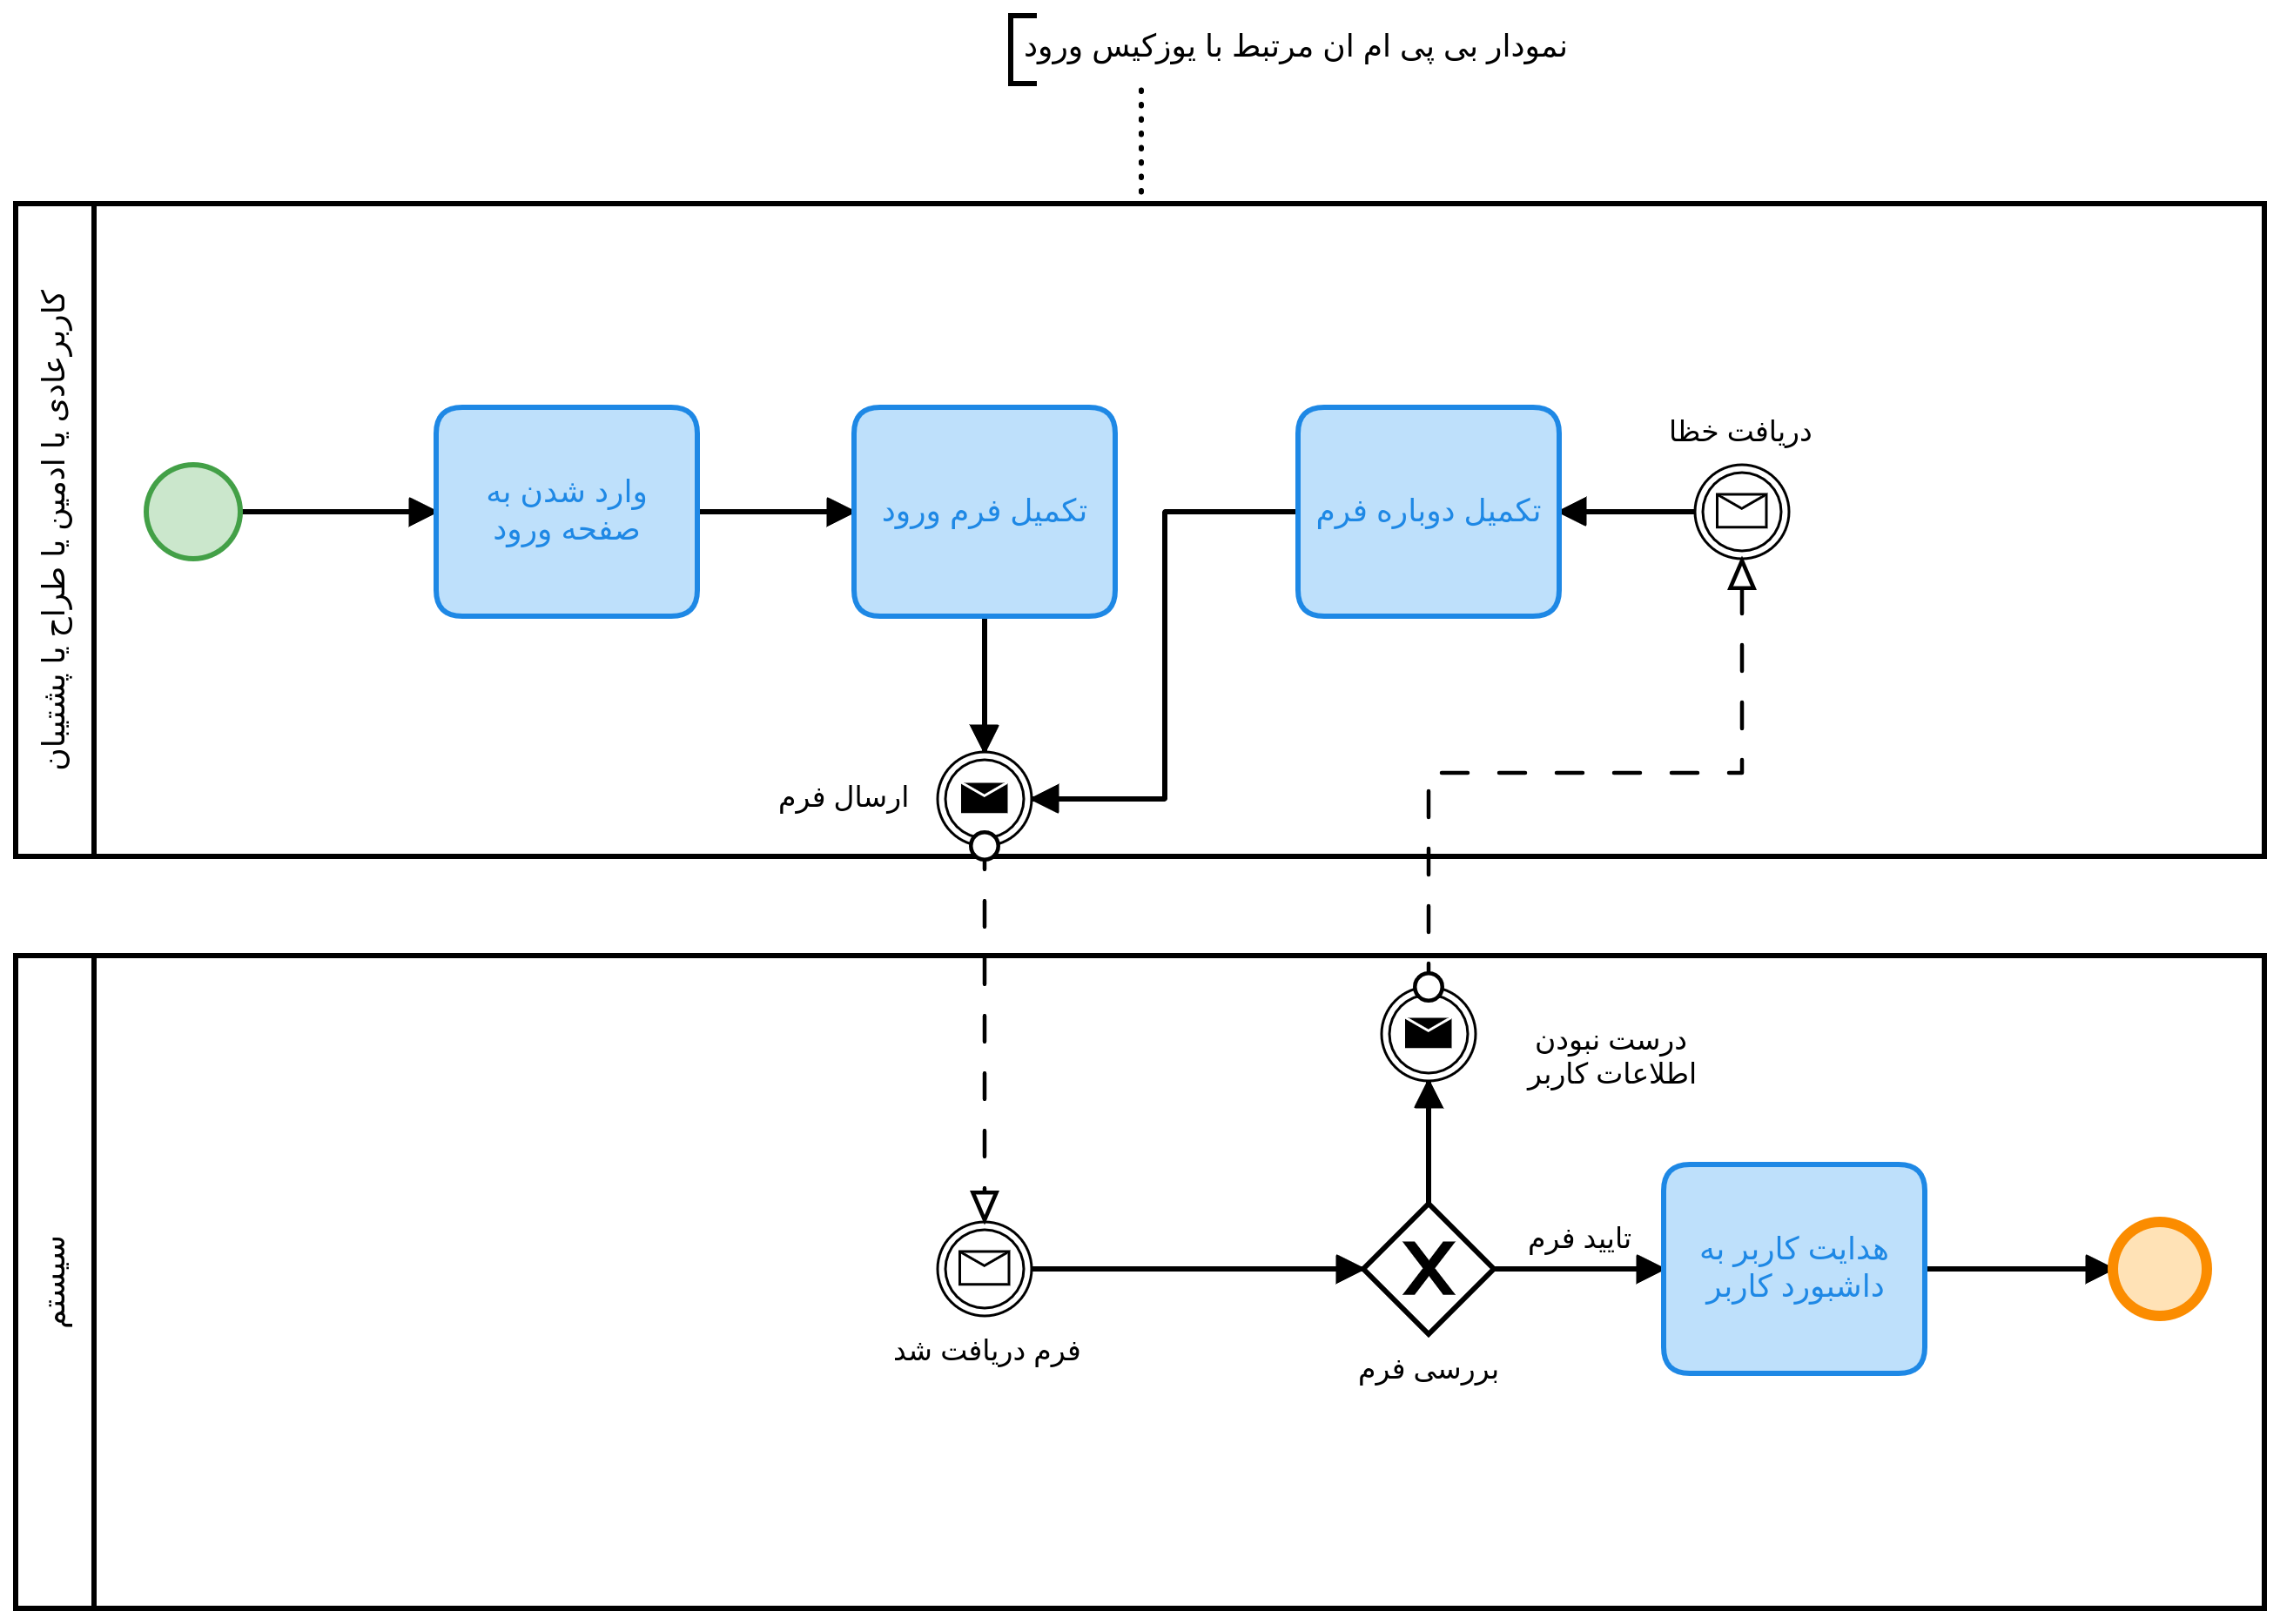 نمودار بی پی ام ان مرتبط با یوزکیس ورود
کاربرعادی یا ادمین یا طراح یا پشتیبان
وارد شدن به
صفحه ورود
تکمیل فرم ورود
تکمیل دوباره فرم
دریافت خظا
ارسال فرم
سیستم
درست نبودن
اطلاعات کاربر
تایید فرم
هدایت کاربر به
داشبورد کاربر
فرم دریافت شد
بررسی فرم